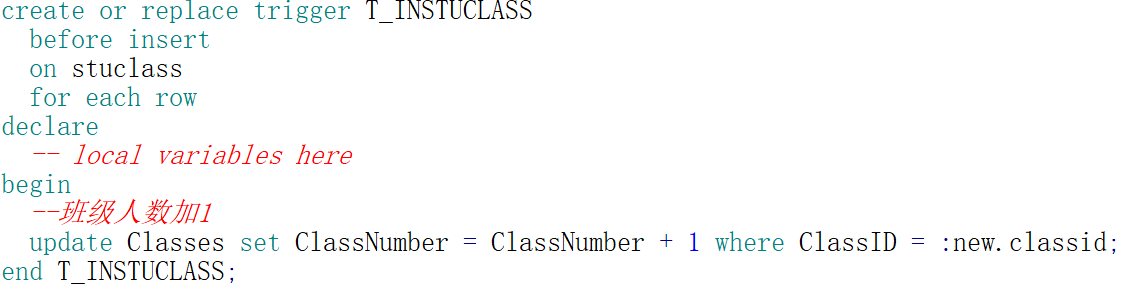 create or replace trigger T_INSTUCLASS
before insert
on stuclass
for each row
declare
-- local variables here
begin
--班级人数加1
update Classes set ClassNumber = ClassNumber + 1 where ClassID = :new.classid;
end T_INSTUCLASS;